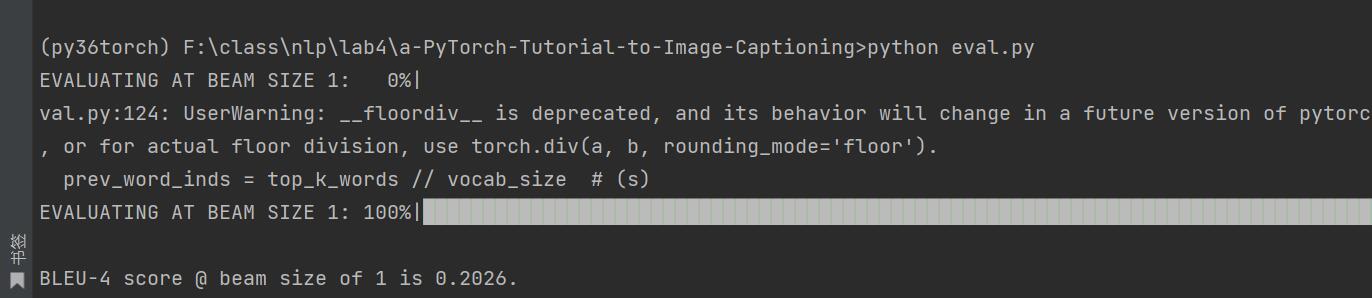 (py36torch) F:\class\nlp\lab4\a-PyTorch-Tutorial-to-Image-Captioning>python eval.py
EVALUATING AT BEAM SIZE 1:   0%|
val.py:124: UserWarning: __floordiv__ is deprecated, and its behavior will change in a future version of pytorc
, or for actual floor division, use torch.div(a, b, rounding_mode='floor').
  prev_word_inds = top_k_words // vocab_size  # (s)
EVALUATING AT BEAM SIZE 1: 100%|
书签
BLEU-4 score @ beam size of 1 is 0.2026.